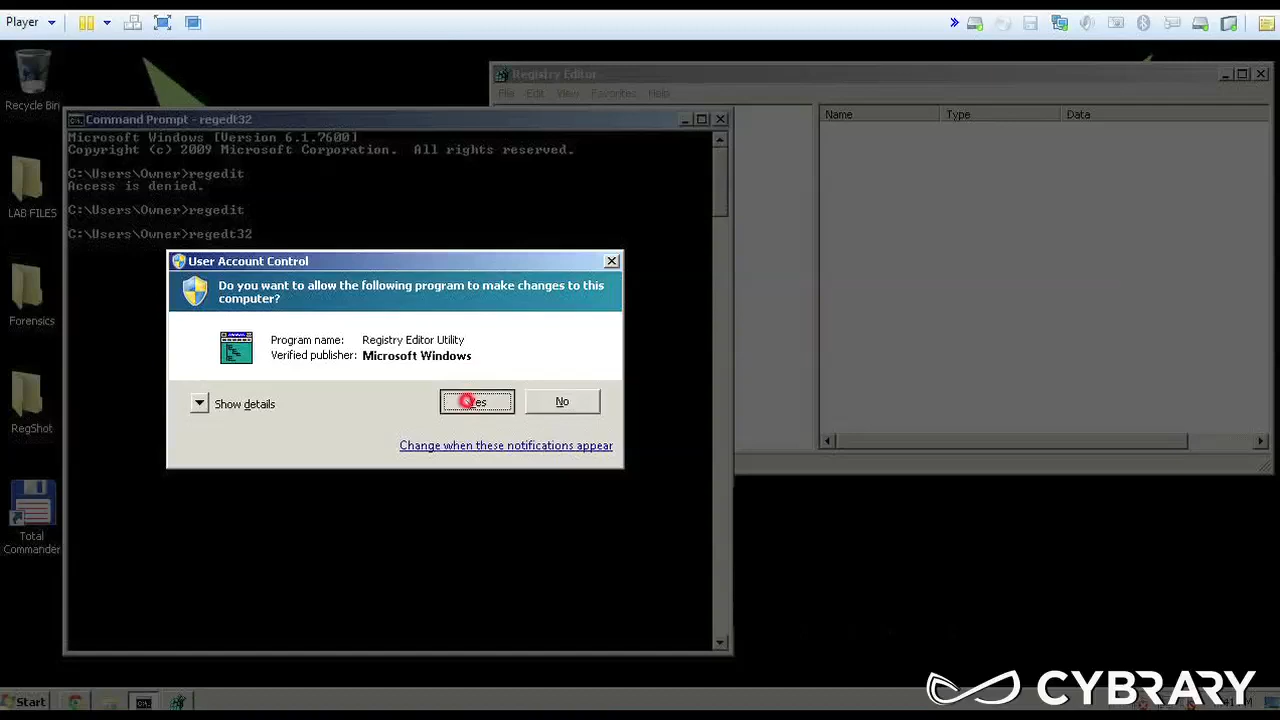 Player
Recycle Bin
Registry Editor
File Edit View Favorites Help
Name Type Data
Command Prompt - regedt32
Microsoft Windows [Version 6.1.7600]
Copyright (c) 2009 Microsoft Corporation. All rights reserved.
C:\Users\Owner>regedit
Access is denied.
C:\Users\Owner>regedit
C:\Users\Owner>regedt32
LAB FILES
User Account Control
Do you want to allow the following program to make changes to this
computer?
Program name: Registry Editor Utility
Verified publisher: Microsoft Windows
Show details
Yes
No
Change when these notifications appear
Forensics
RegShot
Total
Commander
Start
CYBRARY